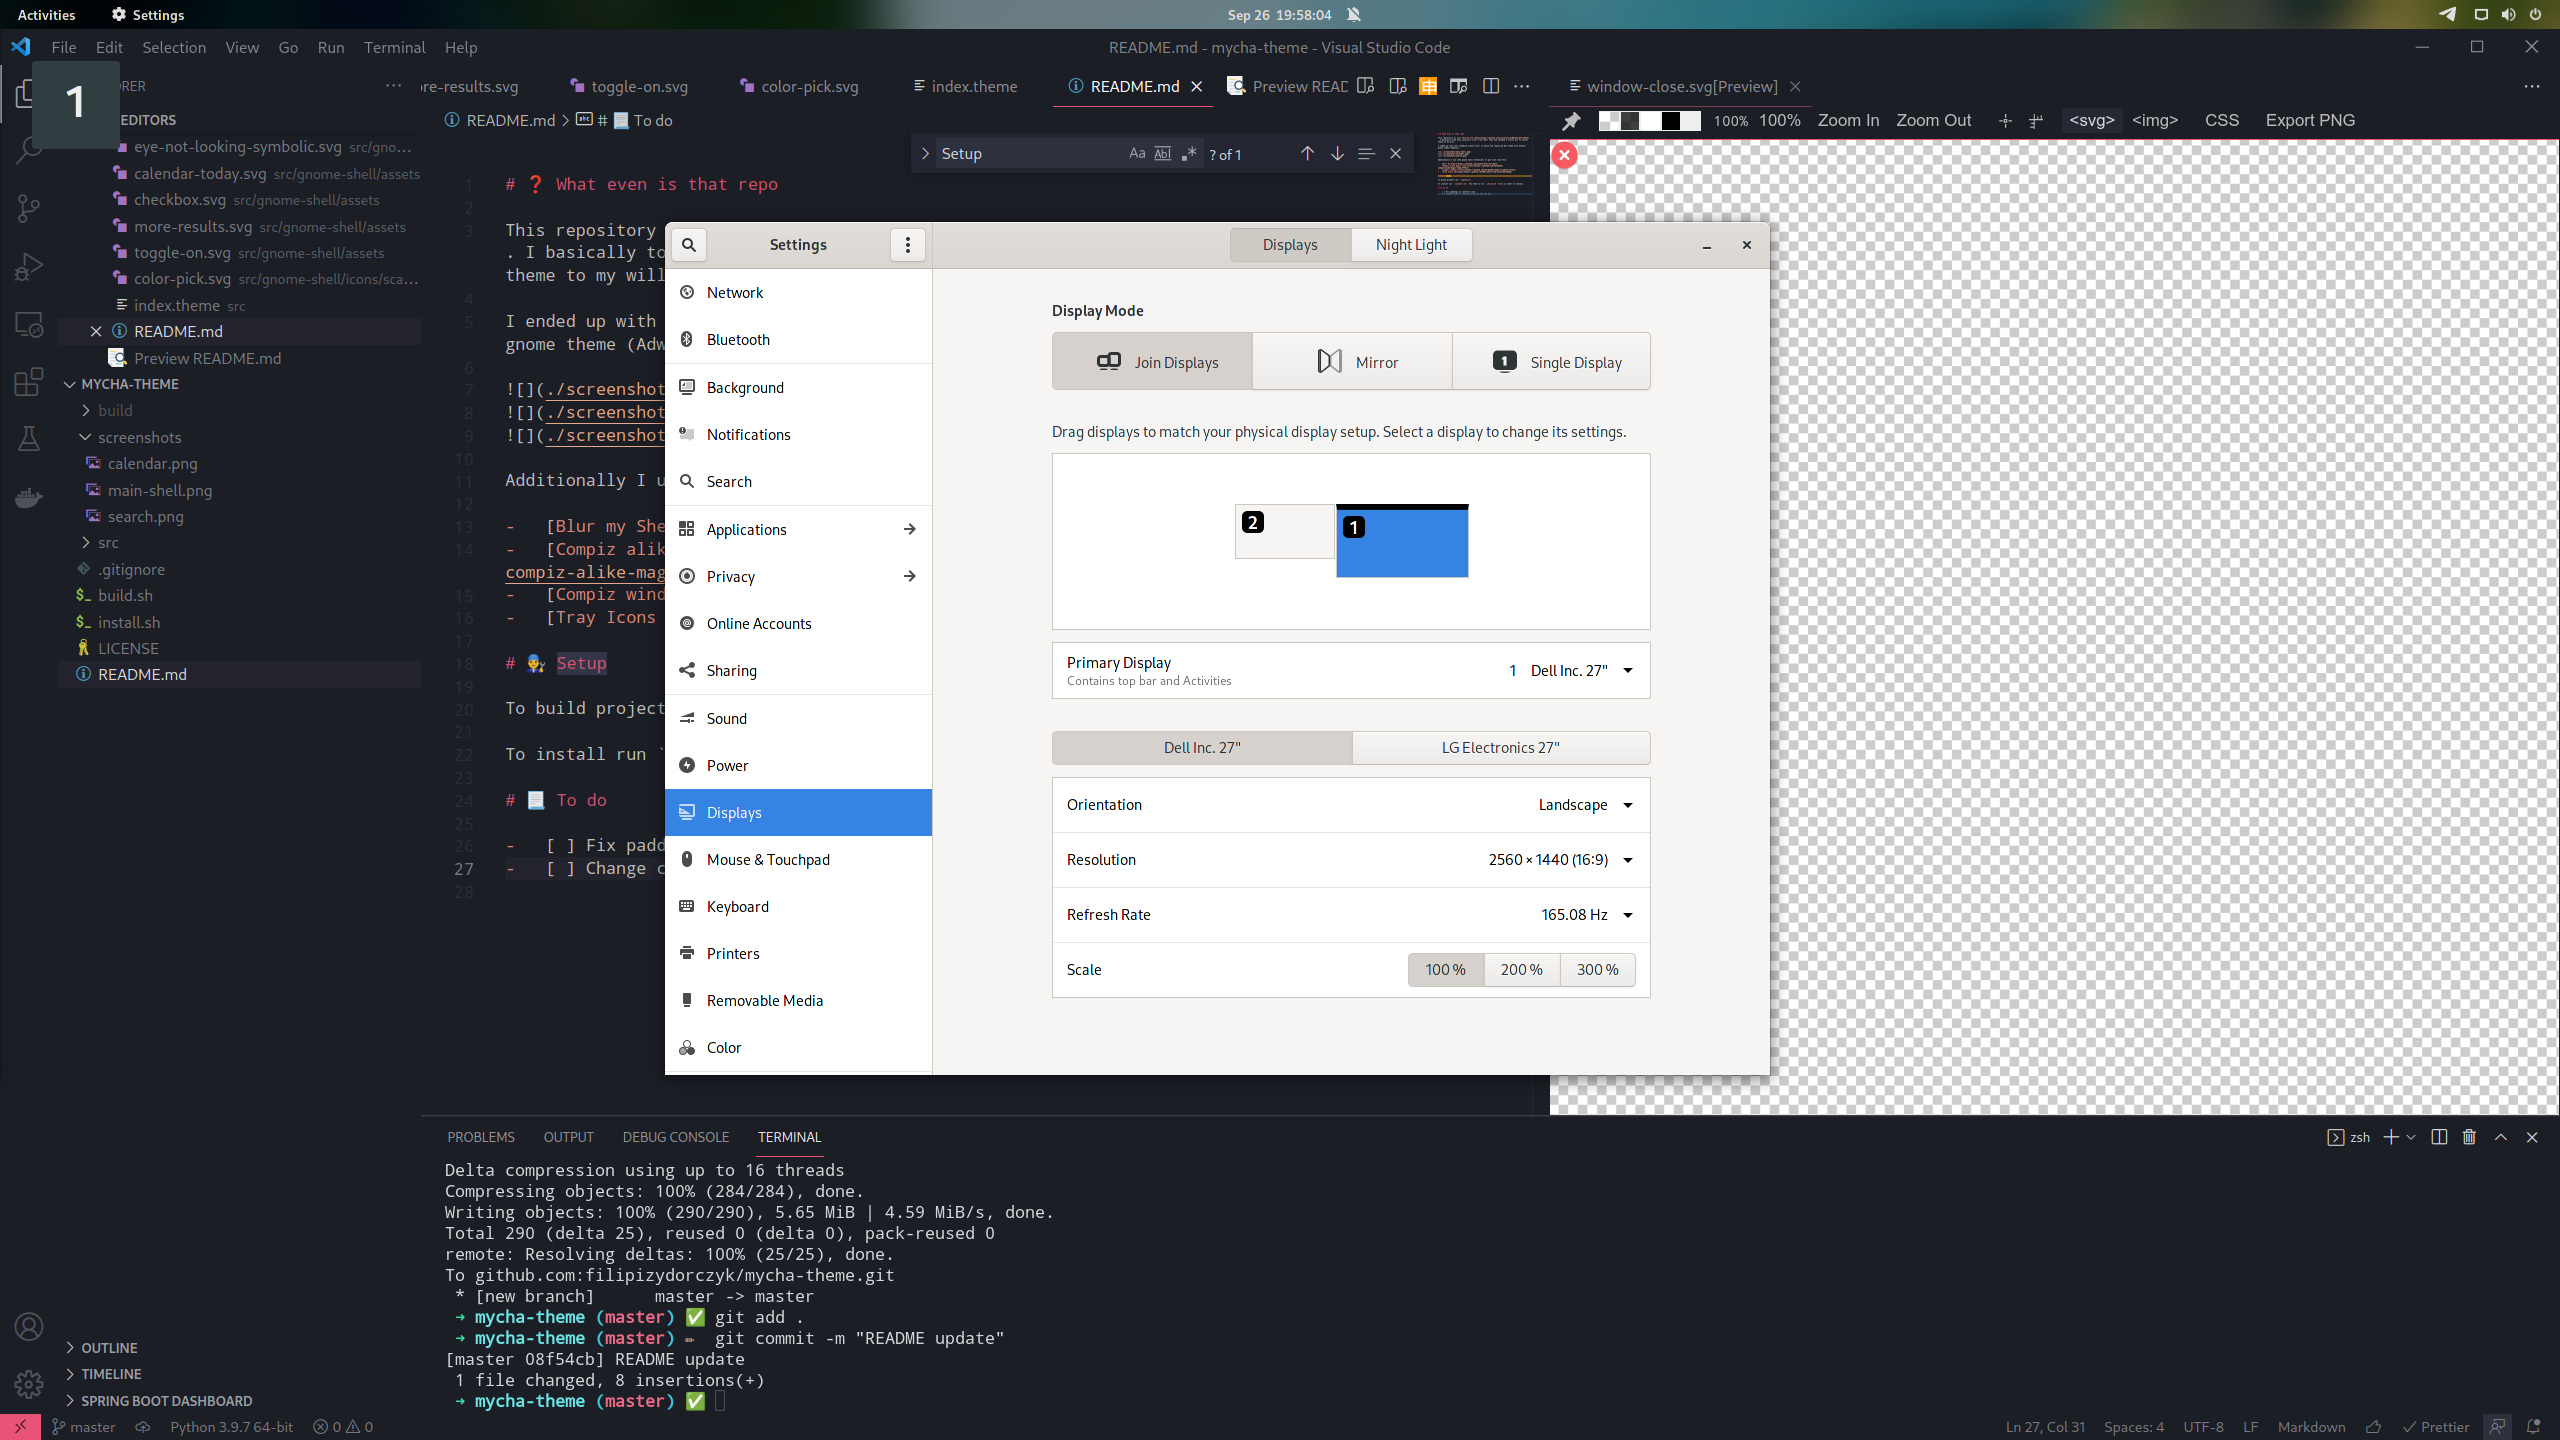 Activities Settings Sep 26 19:58:04
File Edit Selection View Go Run Terminal Help README.md - mycha-theme - Visual Studio Code
1
ORER ··· re-results.svg toggle-on.svg color-pick.svg index.theme README.md Preview READ ··· window-close.svg[Preview] ···
EDITORS
README.md > # 📃 To do
100% 100% Zoom In Zoom Out <svg> <img> CSS Export PNG
Setup Aa Abl ? of 1
eye-not-looking-symbolic.svg src/gno...
calendar-today.svg src/gnome-shell/assets
checkbox.svg src/gnome-shell/assets
more-results.svg src/gnome-shell/assets
toggle-on.svg src/gnome-shell/assets
color-pick.svg src/gnome-shell/icons/sca...
index.theme src
README.md
Preview README.md
MYCHA-THEME
build
screenshots
calendar.png
main-shell.png
search.png
src
.gitignore
build.sh
install.sh
LICENSE
README.md
OUTLINE
TIMELINE
SPRING BOOT DASHBOARD
1 # ❓ What even is that repo
2
3 This repository
. I basically to
theme to my will
4
5 I ended up with
gnome theme (Adw
6
7 ![](./screenshot
8 ![](./screenshot
9 ![](./screenshot
10
11 Additionally I u
12
13 - [Blur my She
14 - [Compiz alik
compiz-alike-mag
15 - [Compiz wind
16 - [Tray Icons
17
18 # 👨‍🔧 Setup
19
20 To build project
21
22 To install run `
23
24 # 📃 To do
25
26 - [ ] Fix padd
27 - [ ] Change c
28
Settings
Displays Night Light
Network
Bluetooth
Background
Notifications
Search
Applications
Privacy
Online Accounts
Sharing
Sound
Power
Displays
Mouse & Touchpad
Keyboard
Printers
Removable Media
Color
Display Mode
Join Displays Mirror 1 Single Display
Drag displays to match your physical display setup. Select a display to change its settings.
2 1
Primary Display
Contains top bar and Activities
1 Dell Inc. 27"
Dell Inc. 27" LG Electronics 27"
Orientation Landscape
Resolution 2560 × 1440 (16:9)
Refresh Rate 165.08 Hz
Scale 100 % 200 % 300 %
PROBLEMS OUTPUT DEBUG CONSOLE TERMINAL zsh
Delta compression using up to 16 threads
Compressing objects: 100% (284/284), done.
Writing objects: 100% (290/290), 5.65 MiB | 4.59 MiB/s, done.
Total 290 (delta 25), reused 0 (delta 0), pack-reused 0
remote: Resolving deltas: 100% (25/25), done.
To github.com:filipizydorczyk/mycha-theme.git
* [new branch] master -> master
➜ mycha-theme (master) ✅ git add .
➜ mycha-theme (master) ✏ git commit -m "README update"
[master 08f54cb] README update
1 file changed, 8 insertions(+)
➜ mycha-theme (master) ✅
master Python 3.9.7 64-bit 0 0 Ln 27, Col 31 Spaces: 4 UTF-8 LF Markdown Prettier